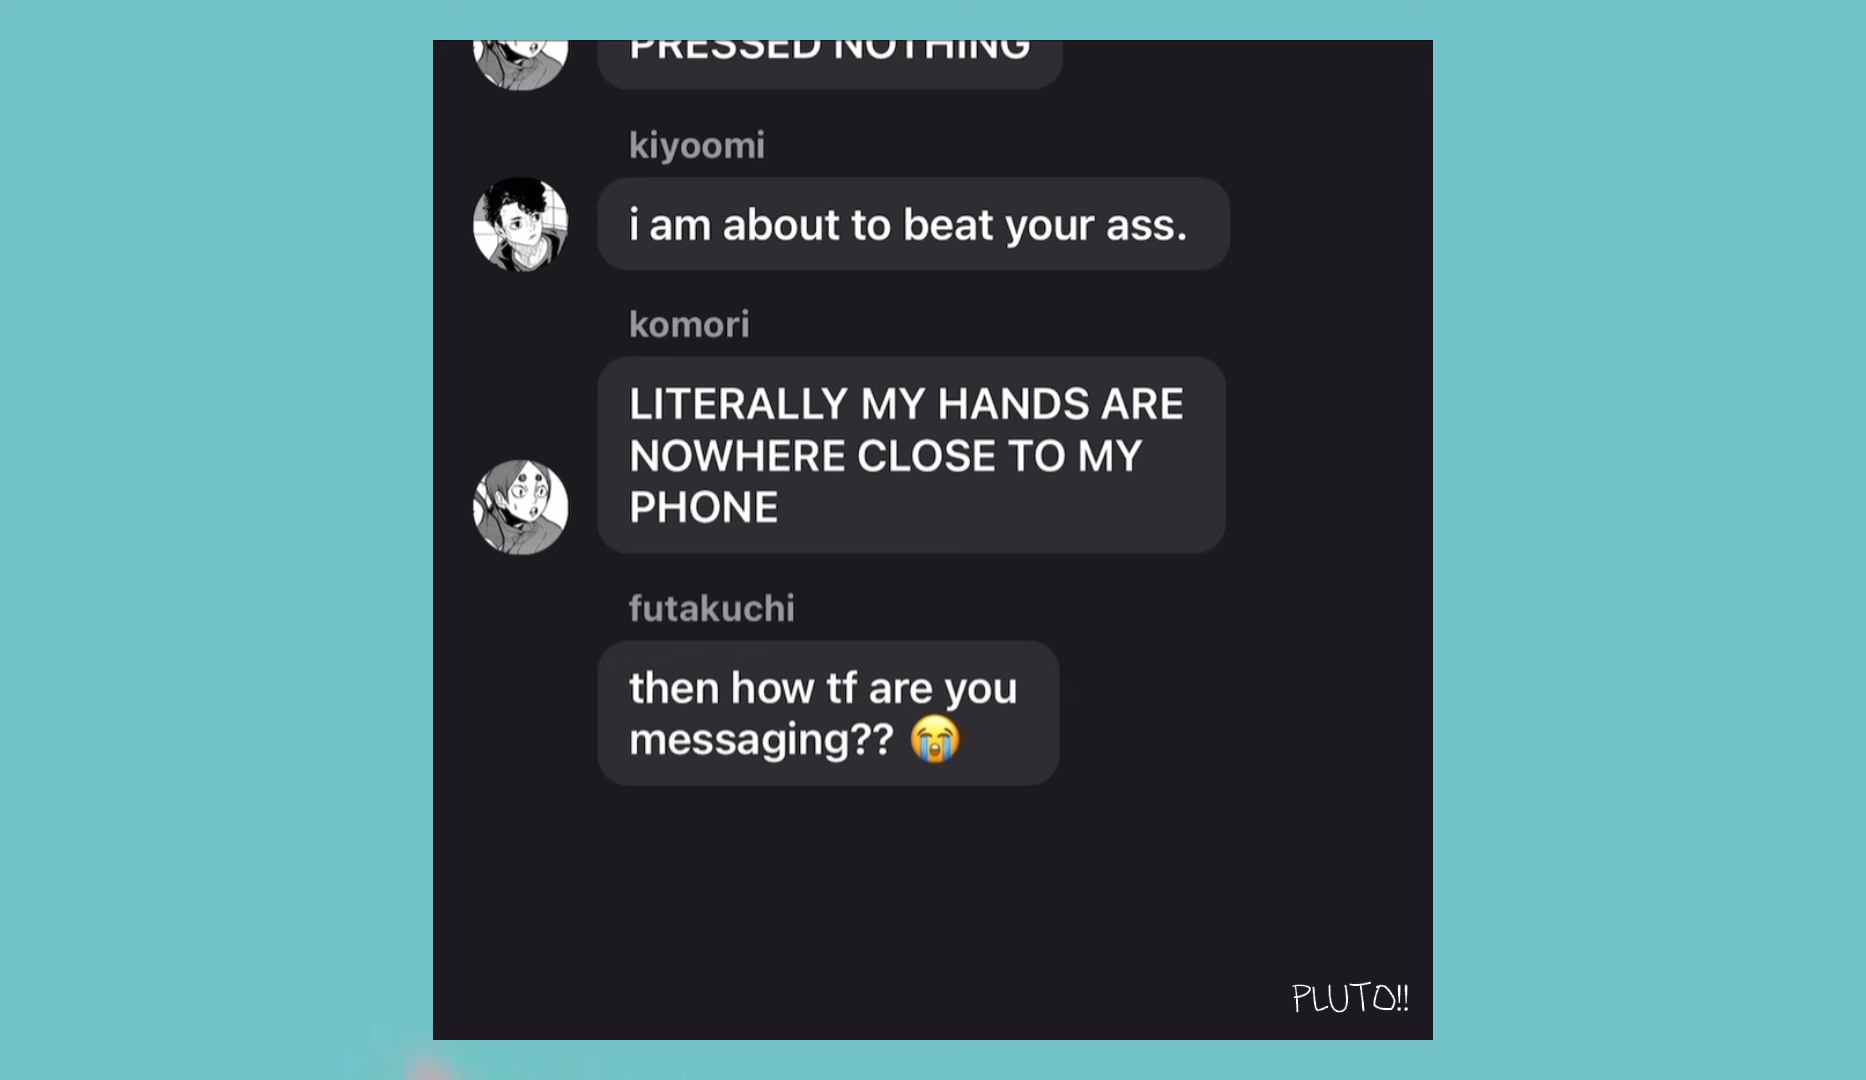 PRESSED NOTHING
kiyoomi
i am about to beat your ass.
komori
LITERALLY MY HANDS ARE
NOWHERE CLOSE TO MY
PHONE
futakuchi
then how tf are you
messaging?? 😭
PLUTO!!